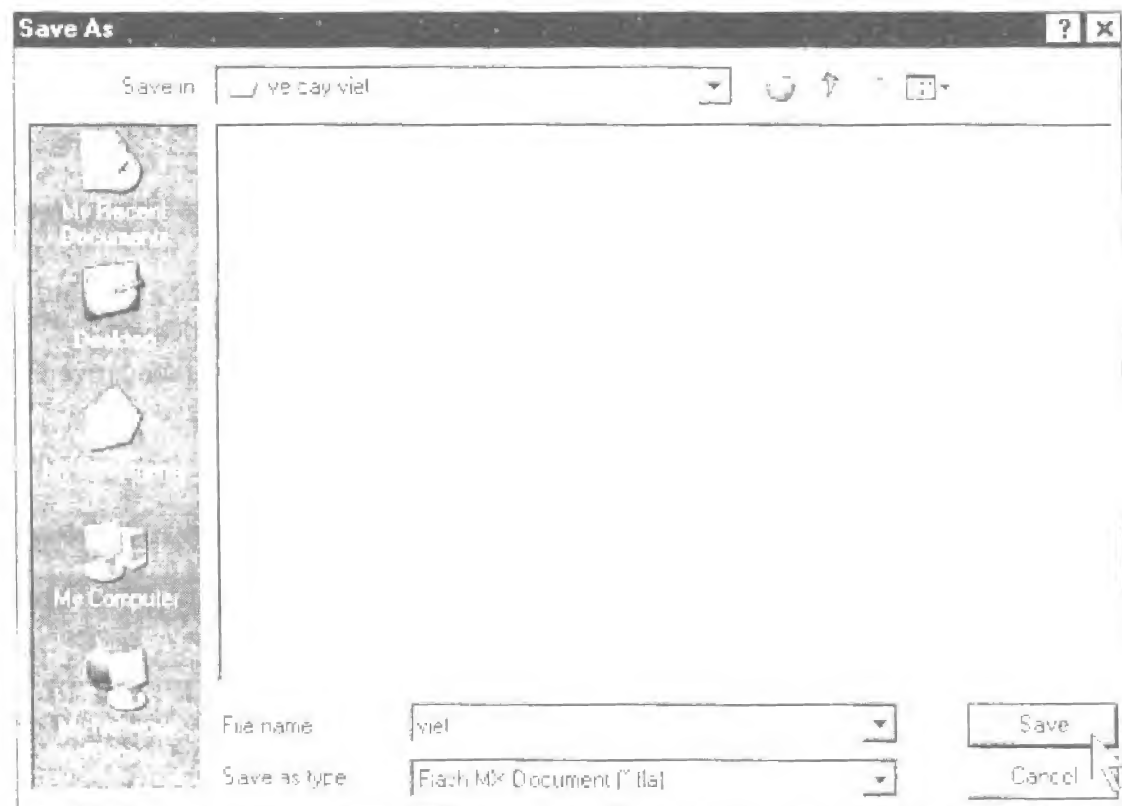 Save As
Save in ve cay viet
My Recent
Documents
Desktop
My Computer
File name viet
Save
Save as type Flash MX Document (*.fla)
Cancel